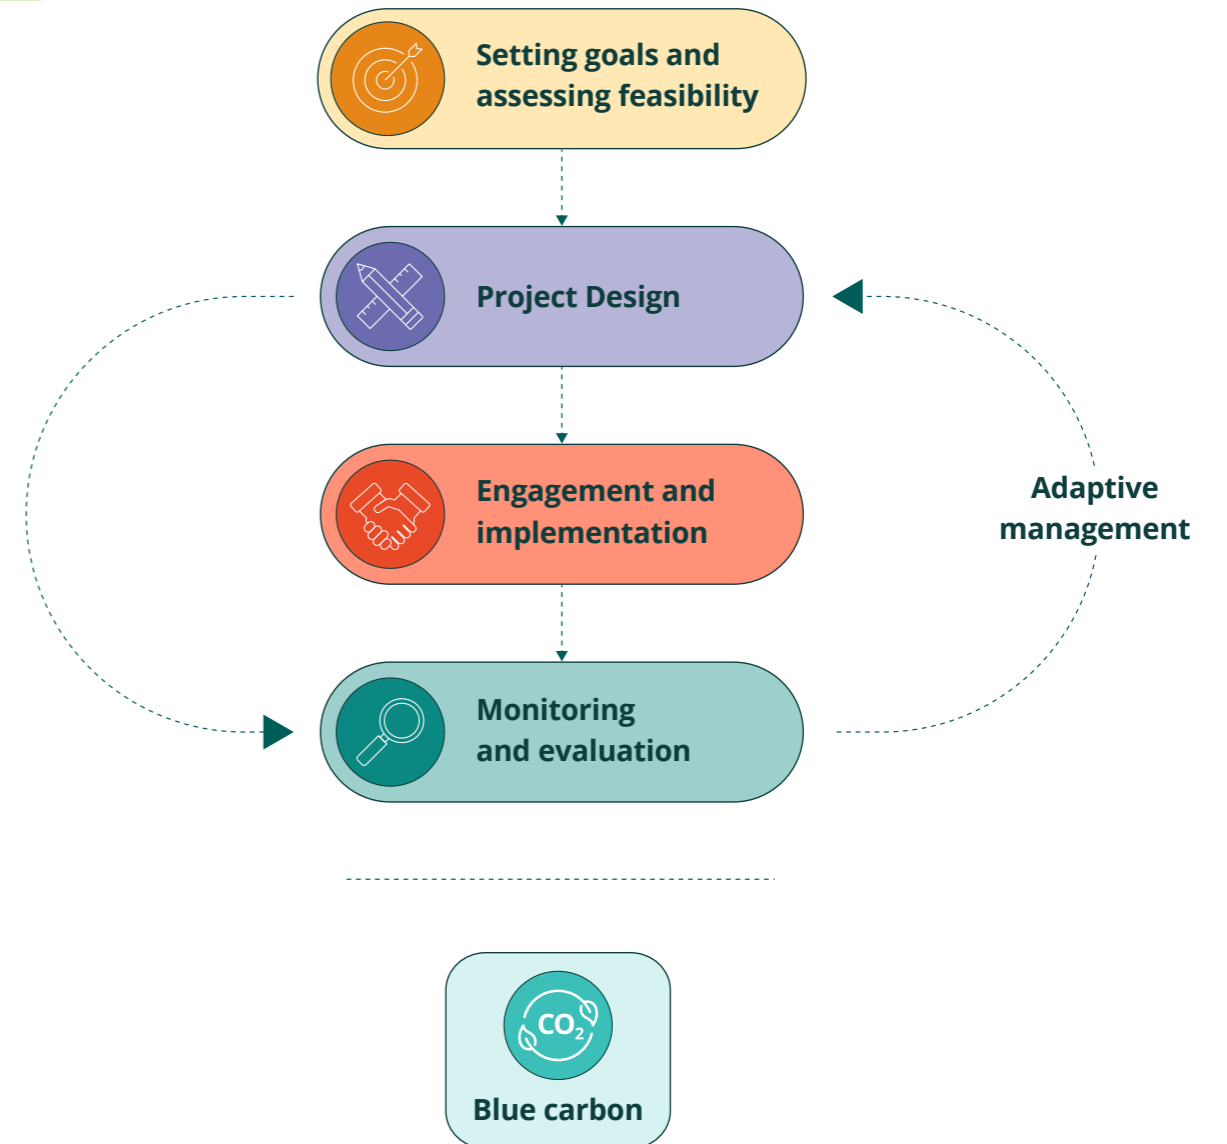 Setting goals and
assessing feasibility
Project Design
Engagement and
implementation
Adaptive
management
Monitoring
and evaluation
CO₂
Blue carbon